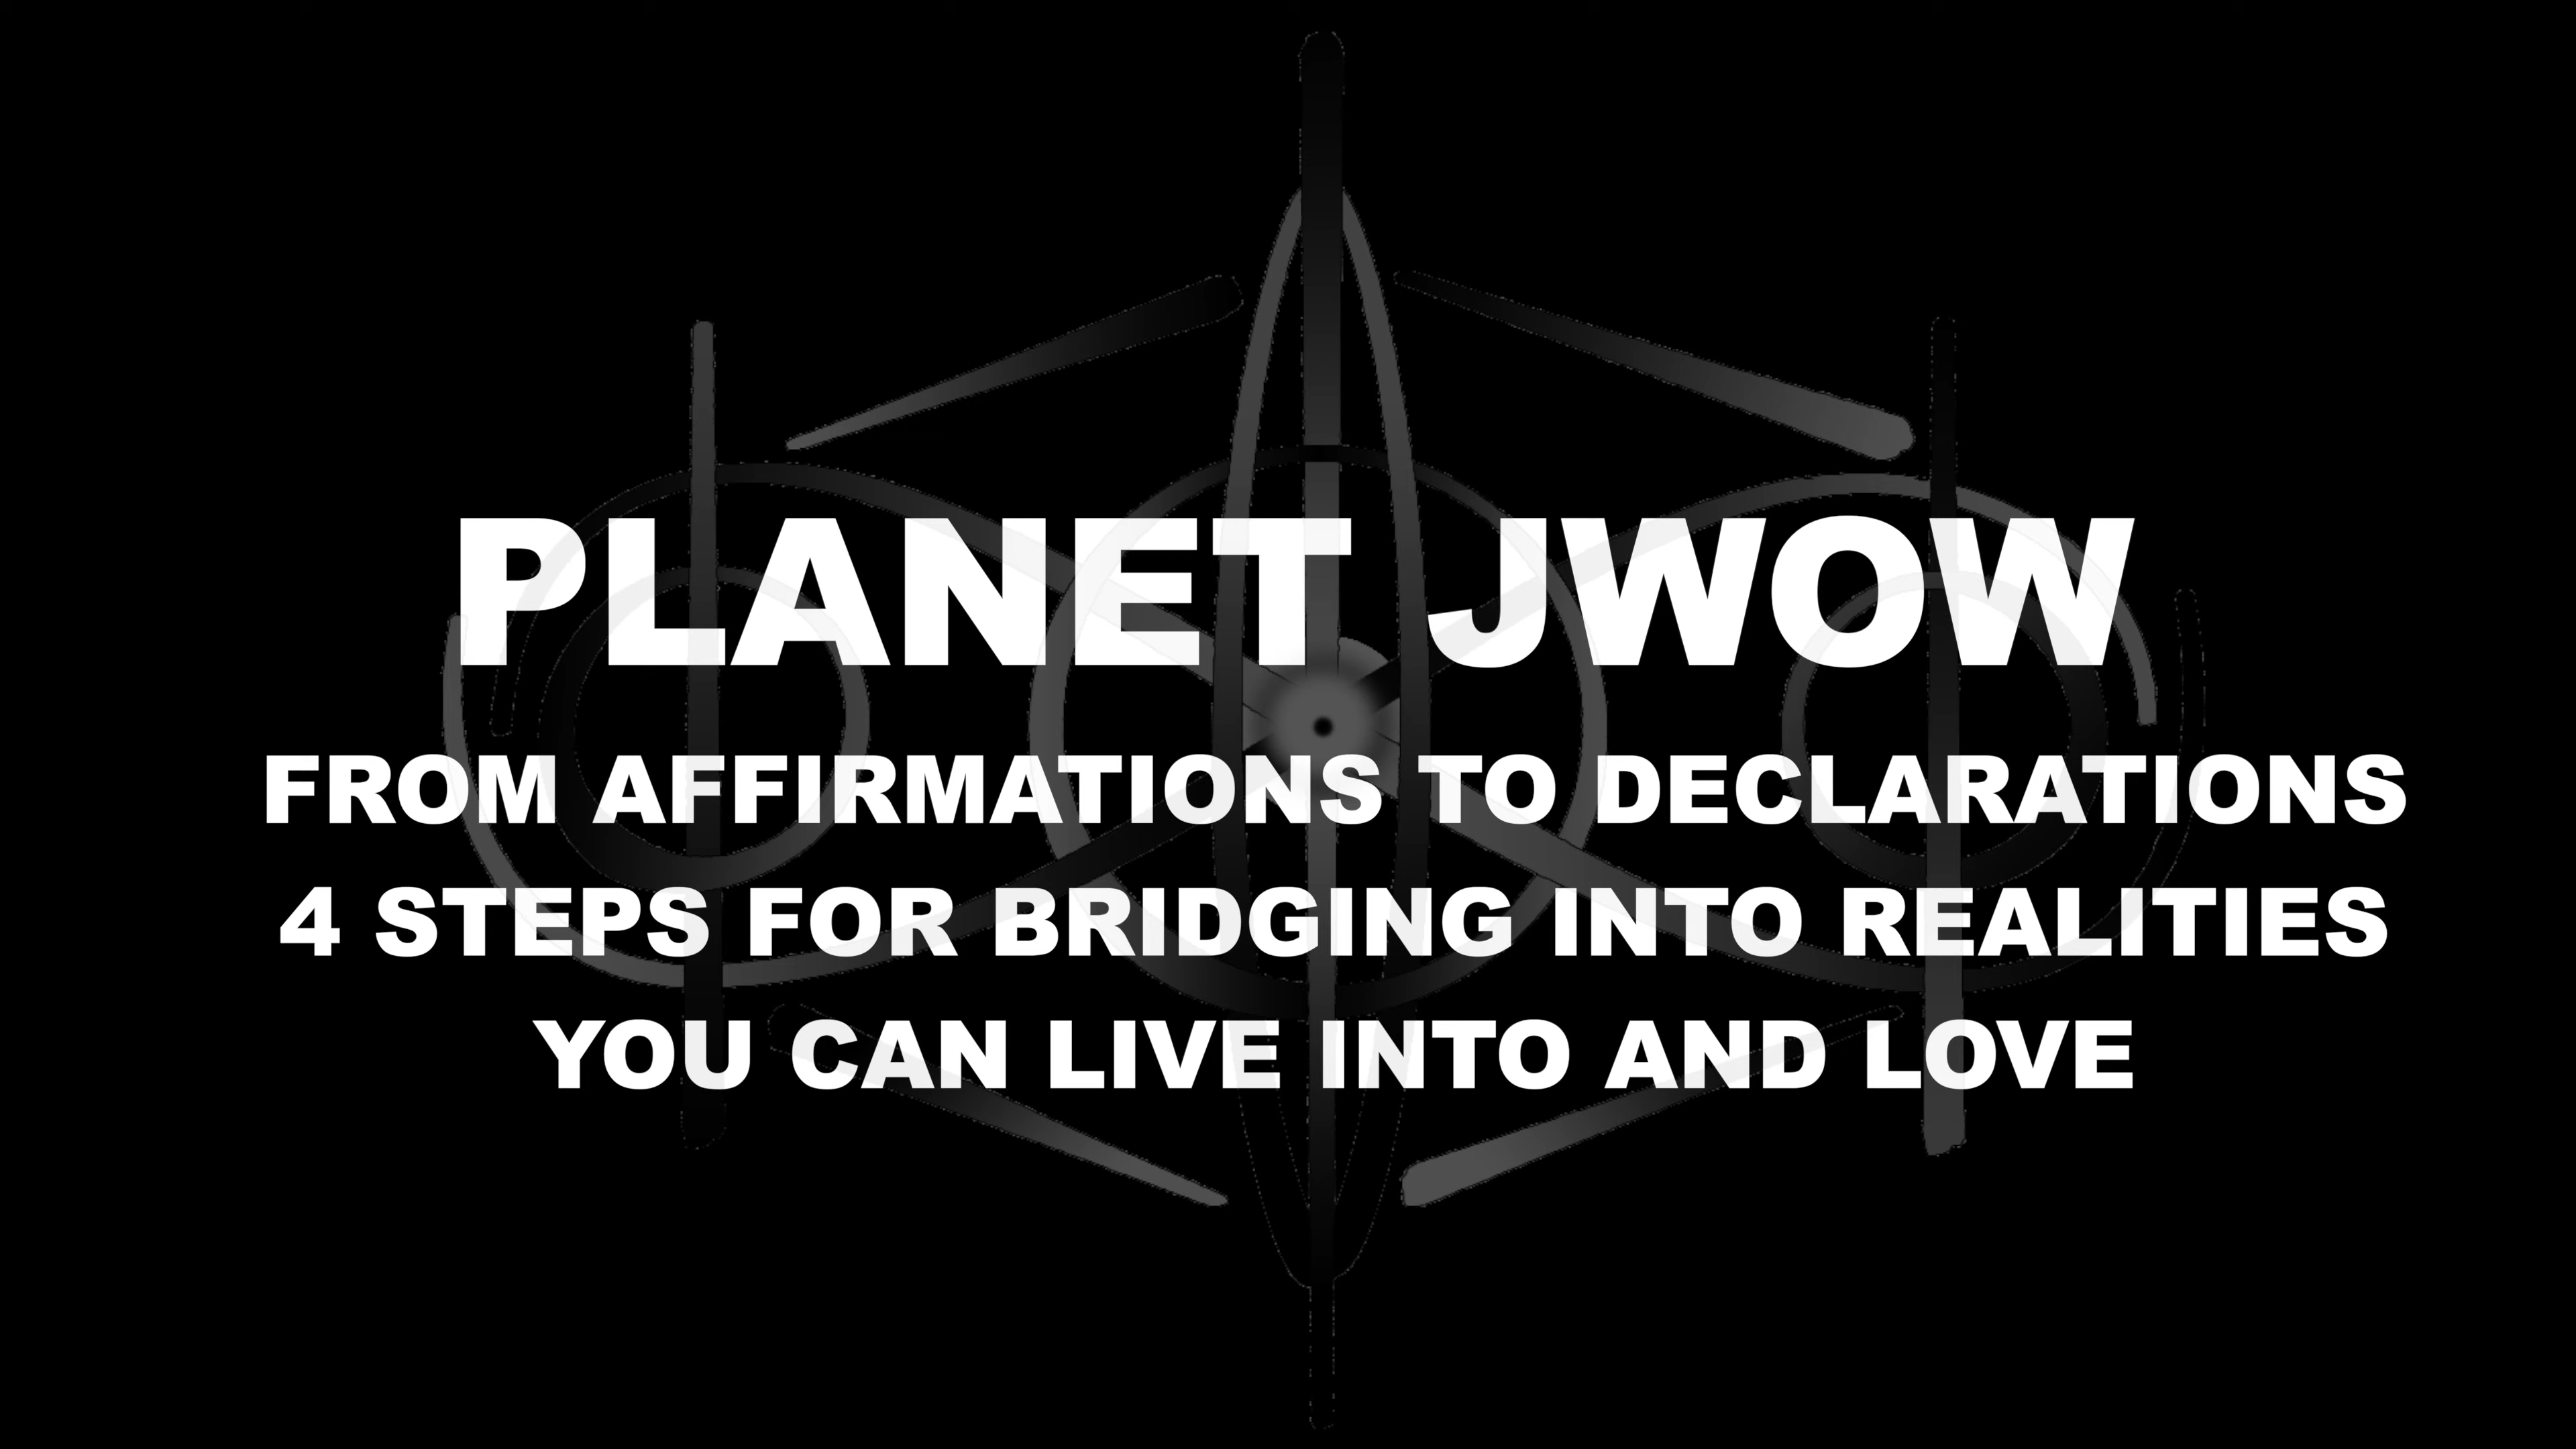 PLANET JWOW
FROM AFFIRMATIONS TO DECLARATIONS
4 STEPS FOR BRIDGING INTO REALITIES
YOU CAN LIVE INTO AND LOVE